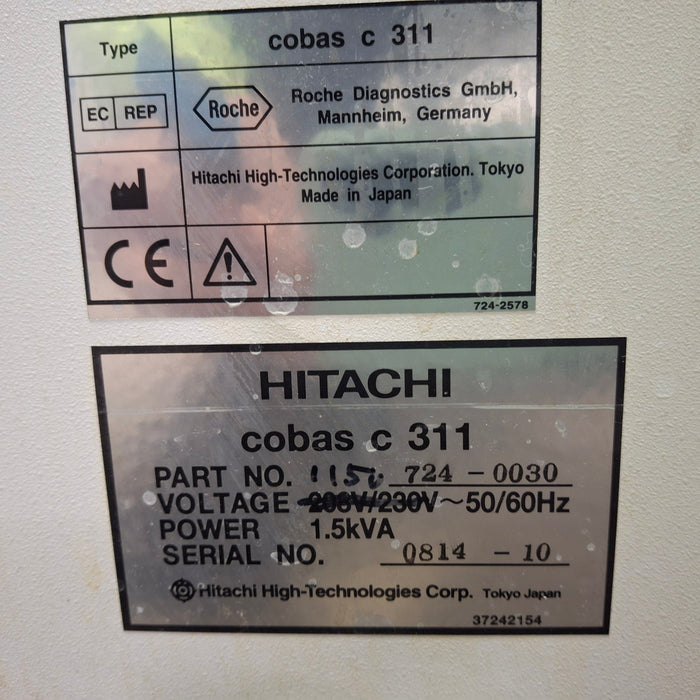 Type
cobas c 311
EC REP
Roche
Roche Diagnostics GmbH,
Mannheim, Germany
Hitachi High-Technologies Corporation. Tokyo
Made in Japan
CE
724-2578
HITACHI
cobas c 311
PART NO. 724 - 0030
115V
VOLTAGE 208V/230V~50/60Hz
POWER 1.5kVA
SERIAL NO. 0814 - 10
Hitachi High-Technologies Corp. Tokyo Japan
37242154